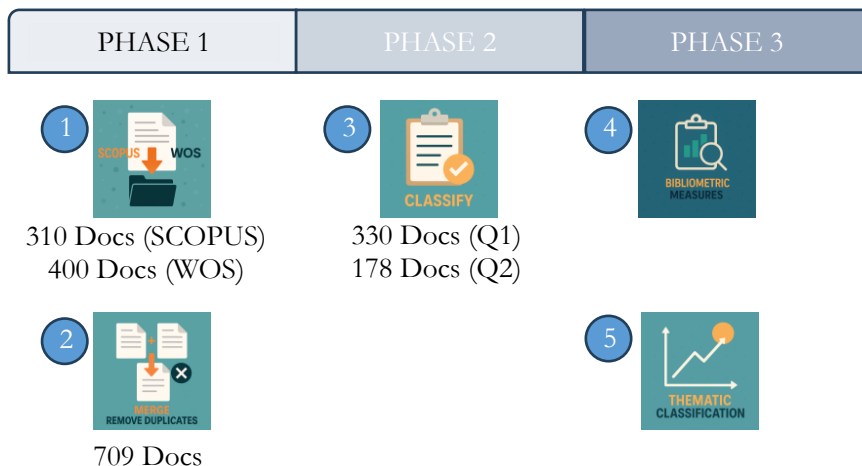 PHASE 1
PHASE 2
PHASE 3
1
SCOPUS WOS
310 Docs (SCOPUS)
400 Docs (WOS)
2
MERGE
REMOVE DUPLICATES
709 Docs
3
CLASSIFY
330 Docs (Q1)
178 Docs (Q2)
4
BIBLIOMETRIC
MEASURES
5
THEMATIC
CLASSIFICATION